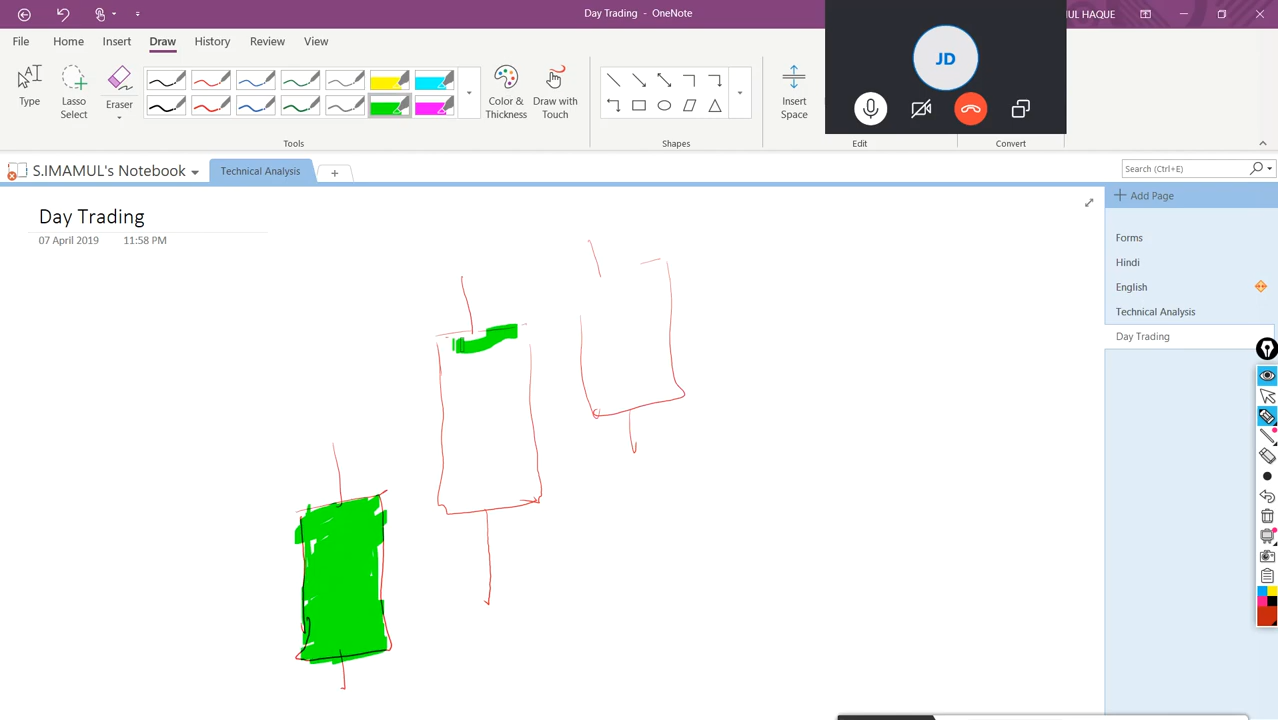 Day Trading - OneNote
MUL HAQUE
JD
File
Home
Insert
Draw
History
Review
View
Type
Lasso
Select
Eraser
Color &
Thickness
Draw with
Touch
Insert
Space
Tools
Shapes
Edit
Convert
S.IMAMUL's Notebook
Technical Analysis
Search (Ctrl+E)
Add Page
Day Trading
07 April 2019
11:58 PM
Forms
Hindi
English
Technical Analysis
Day Trading